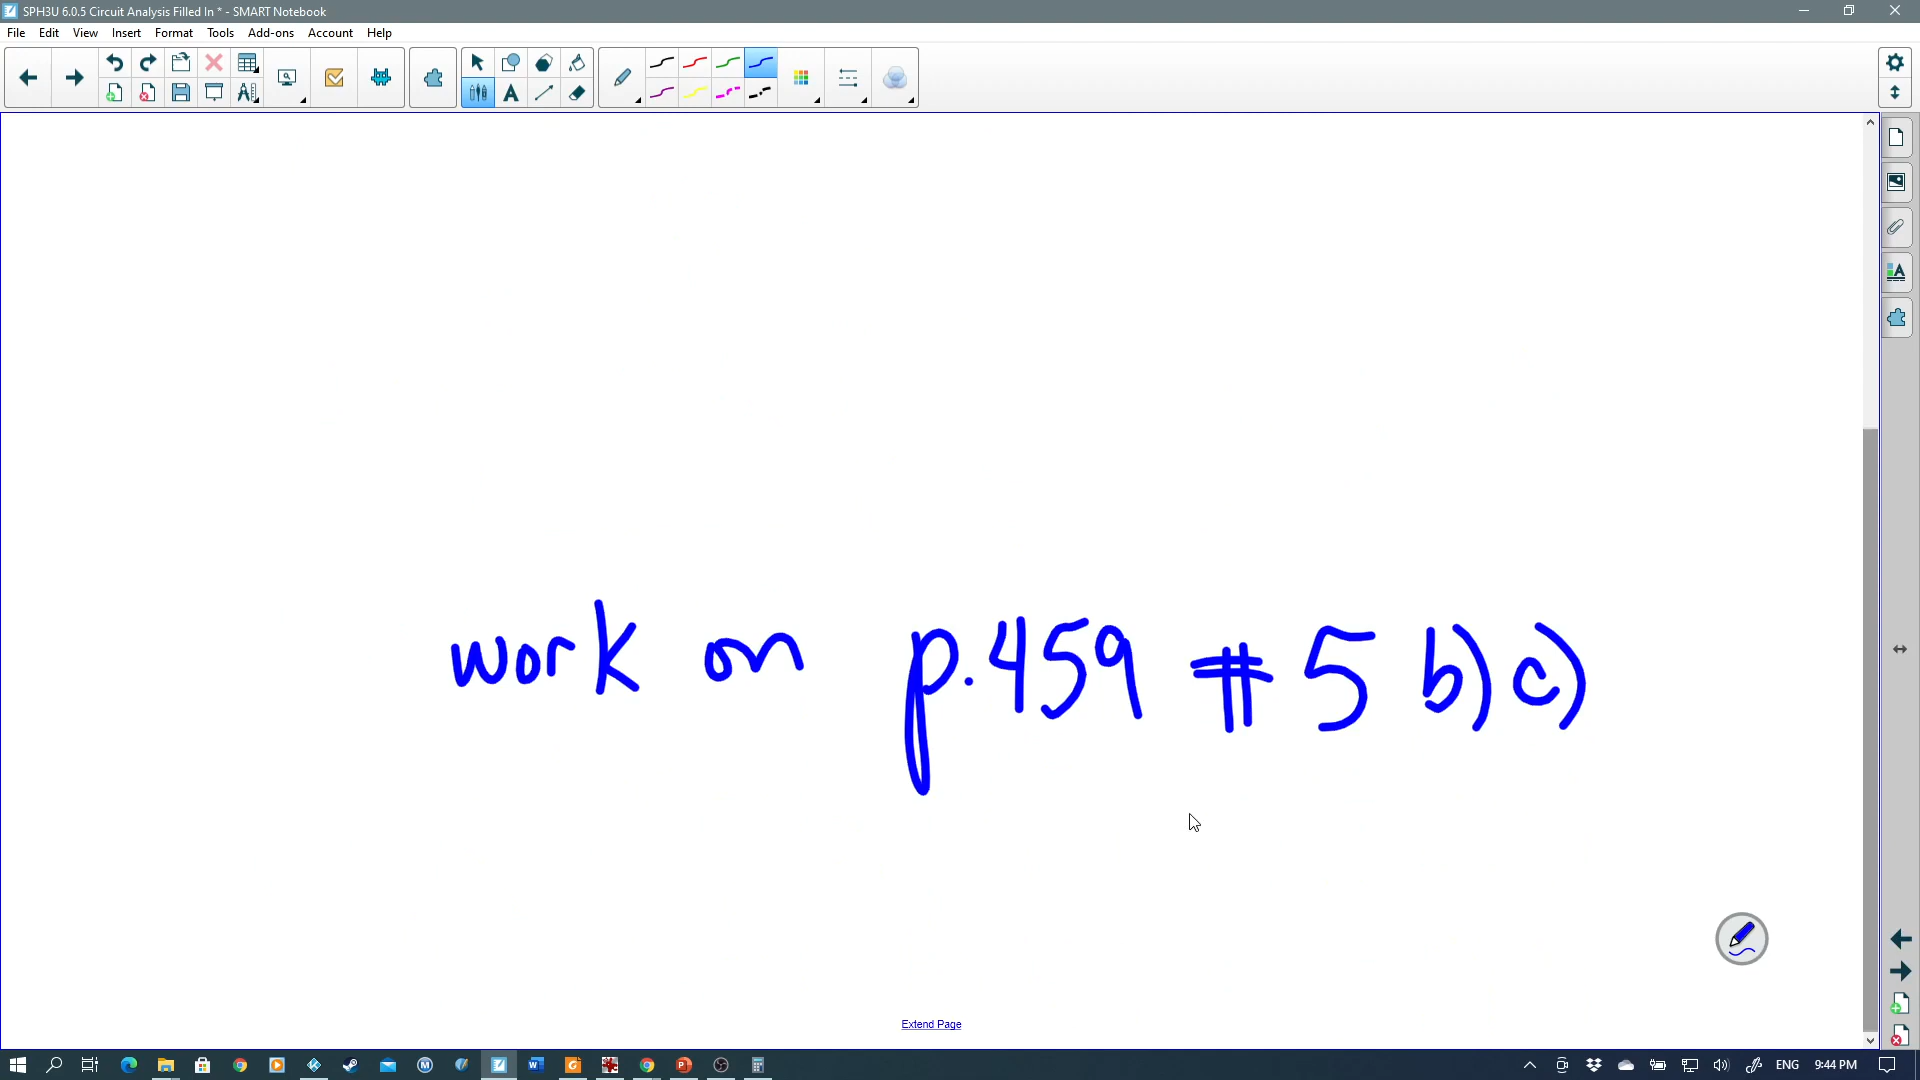 SPH3U 6.0.5 Circuit Analysis Filled In * - SMART Notebook
File Edit View Insert Format Tools Add-ons Account Help
work on p.459 # 5 b) c)
Extend Page
ENG 9:44 PM